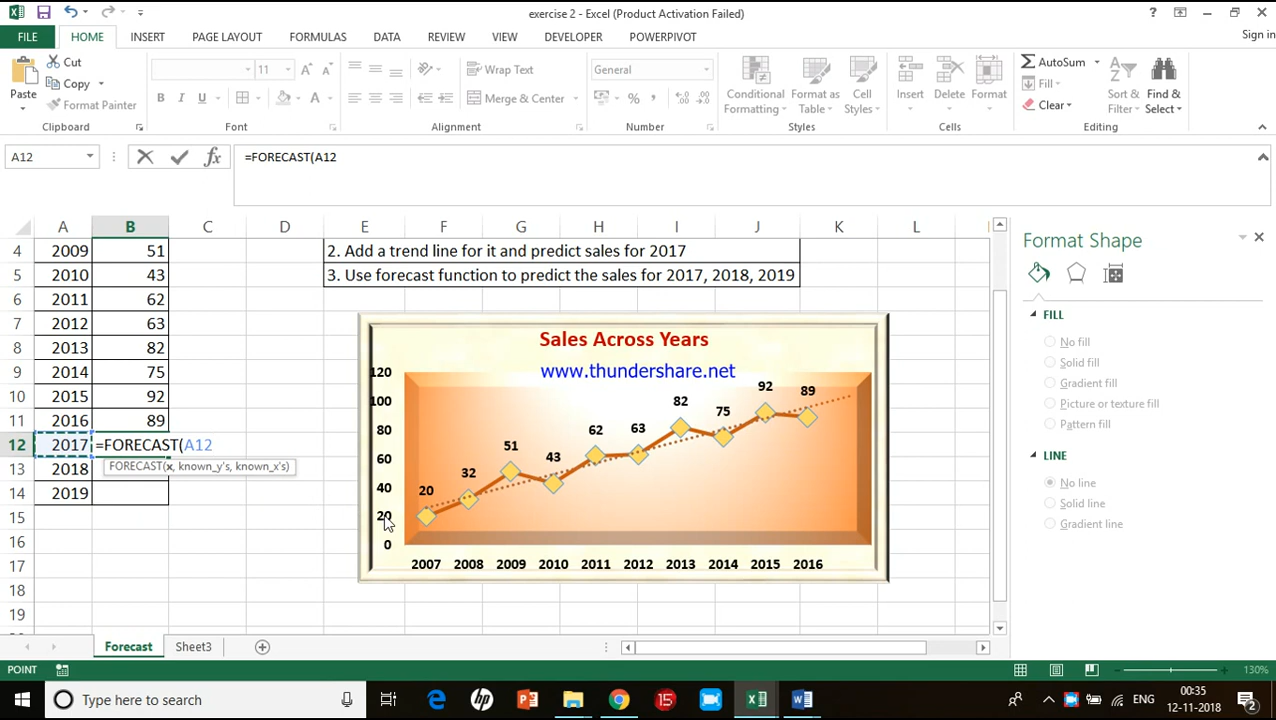 exercise 2 - Excel (Product Activation Failed)
FILE HOME INSERT PAGE LAYOUT FORMULAS DATA REVIEW VIEW DEVELOPER POWERPIVOT Sign in
Paste
Cut
Copy
Format Painter
Clipboard
11
B I U
Font
Wrap Text
Merge & Center
Alignment
General
Number
Conditional Formatting
Format as Table
Cell Styles
Styles
Insert
Delete
Format
Cells
AutoSum
Fill
Clear
Sort & Filter
Find & Select
Editing
A12 =FORECAST(A12
A B C D E F G H I J K L
4 2009 51 2. Add a trend line for it and predict sales for 2017
5 2010 43 3. Use forecast function to predict the sales for 2017, 2018, 2019
6 2011 62
7 2012 63
8 2013 82
9 2014 75
10 2015 92
11 2016 89
12 2017 =FORECAST(A12
FORECAST(x, known_y's, known_x's)
13 2018
14 2019
15
16
17
18
19
Sales Across Years
www.thundershare.net
120
100
80
60
40
20
0
20 32 51 43 62 63 82 75 92 89
2007 2008 2009 2010 2011 2012 2013 2014 2015 2016
Format Shape
FILL
No fill
Solid fill
Gradient fill
Picture or texture fill
Pattern fill
LINE
No line
Solid line
Gradient line
Forecast Sheet3
POINT 130%
Type here to search
hp
15
ENG
00:35
12-11-2018
2